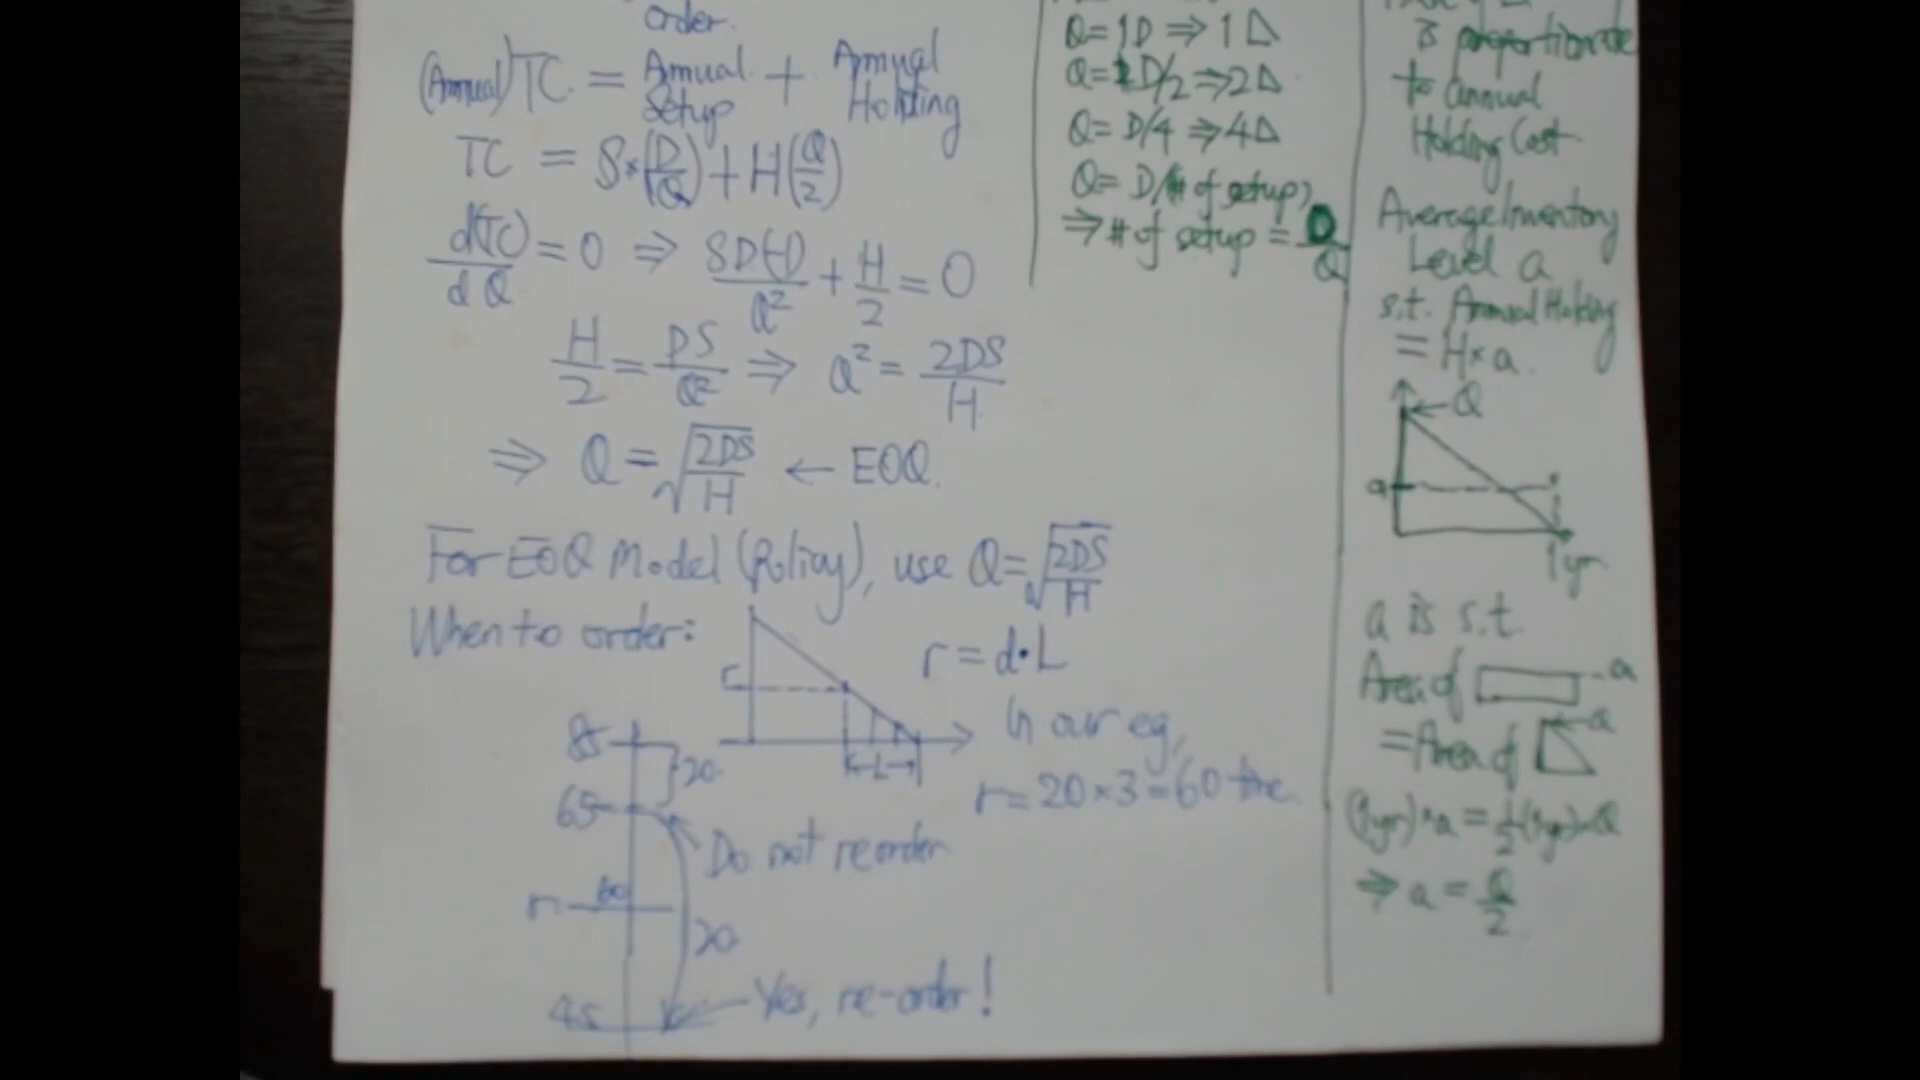 order.
(Annual) TC = Annual Setup + Annual Holding
TC = S×(D/Q) + H(Q/2)
d(TC)/dQ = 0 ⇒ SD(-1)/Q² + H/2 = 0
H/2 = DS/Q² ⇒ Q² = 2DS/H
⇒ Q = √(2DS/H) ← EOQ.
For EOQ Model (Policy), use Q = √(2DS/H)
When to order:
r
L
r = d·L
In our eg,
r = 20×3 = 60
85
20
65
Do not reorder
r 60
20
45
Yes, re-order!
Q = 1D ⇒ 1Δ
Q = D/2 ⇒ 2Δ
Q = D/4 ⇒ 4Δ
Q = D/(# of setup)
⇒ # of setup = D/Q
is proportionate
to annual
Holding Cost
Average Inventory
Level a
s.t. Annual Holding
= H×a.
Q
a
1 yr
a is s.t.
Area of a
= Area of Q
(1yr)×a = ½(1yr)×Q
⇒ a = Q/2